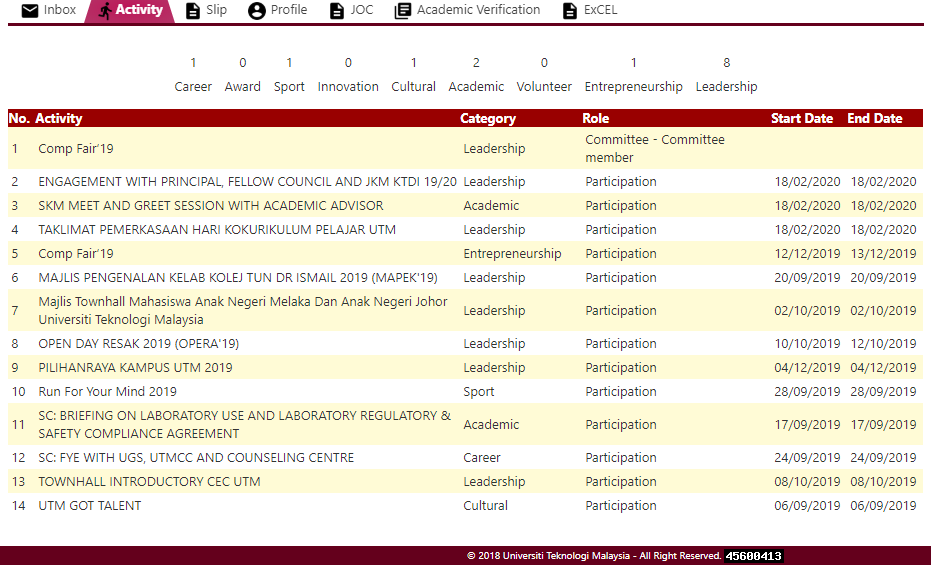 Inbox Activity Slip Profile JOC Academic Verification ExCEL
1 0 1 0 1 2 0 1 8
Career Award Sport Innovation Cultural Academic Volunteer Entrepreneurship Leadership
No. Activity Category Role Start Date End Date
1 Comp Fair'19 Leadership Committee - Committee
member
2 ENGAGEMENT WITH PRINCIPAL, FELLOW COUNCIL AND JKM KTDI 19/20 Leadership Participation 18/02/2020 18/02/2020
3 SKM MEET AND GREET SESSION WITH ACADEMIC ADVISOR Academic Participation 18/02/2020 18/02/2020
4 TAKLIMAT PEMERKASAAN HARI KOKURIKULUM PELAJAR UTM Leadership Participation 18/02/2020 18/02/2020
5 Comp Fair'19 Entrepreneurship Participation 12/12/2019 13/12/2019
6 MAJLIS PENGENALAN KELAB KOLEJ TUN DR ISMAIL 2019 (MAPEK'19) Leadership Participation 20/09/2019 20/09/2019
7 Majlis Townhall Mahasiswa Anak Negeri Melaka Dan Anak Negeri Johor
Universiti Teknologi Malaysia Leadership Participation 02/10/2019 02/10/2019
8 OPEN DAY RESAK 2019 (OPERA'19) Leadership Participation 10/10/2019 12/10/2019
9 PILIHANRAYA KAMPUS UTM 2019 Leadership Participation 04/12/2019 04/12/2019
10 Run For Your Mind 2019 Sport Participation 28/09/2019 28/09/2019
11 SC: BRIEFING ON LABORATORY USE AND LABORATORY REGULATORY &
SAFETY COMPLIANCE AGREEMENT Academic Participation 17/09/2019 17/09/2019
12 SC: FYE WITH UGS, UTMCC AND COUNSELING CENTRE Career Participation 24/09/2019 24/09/2019
13 TOWNHALL INTRODUCTORY CEC UTM Leadership Participation 08/10/2019 08/10/2019
14 UTM GOT TALENT Cultural Participation 06/09/2019 06/09/2019
© 2018 Universiti Teknologi Malaysia - All Right Reserved. 45600413